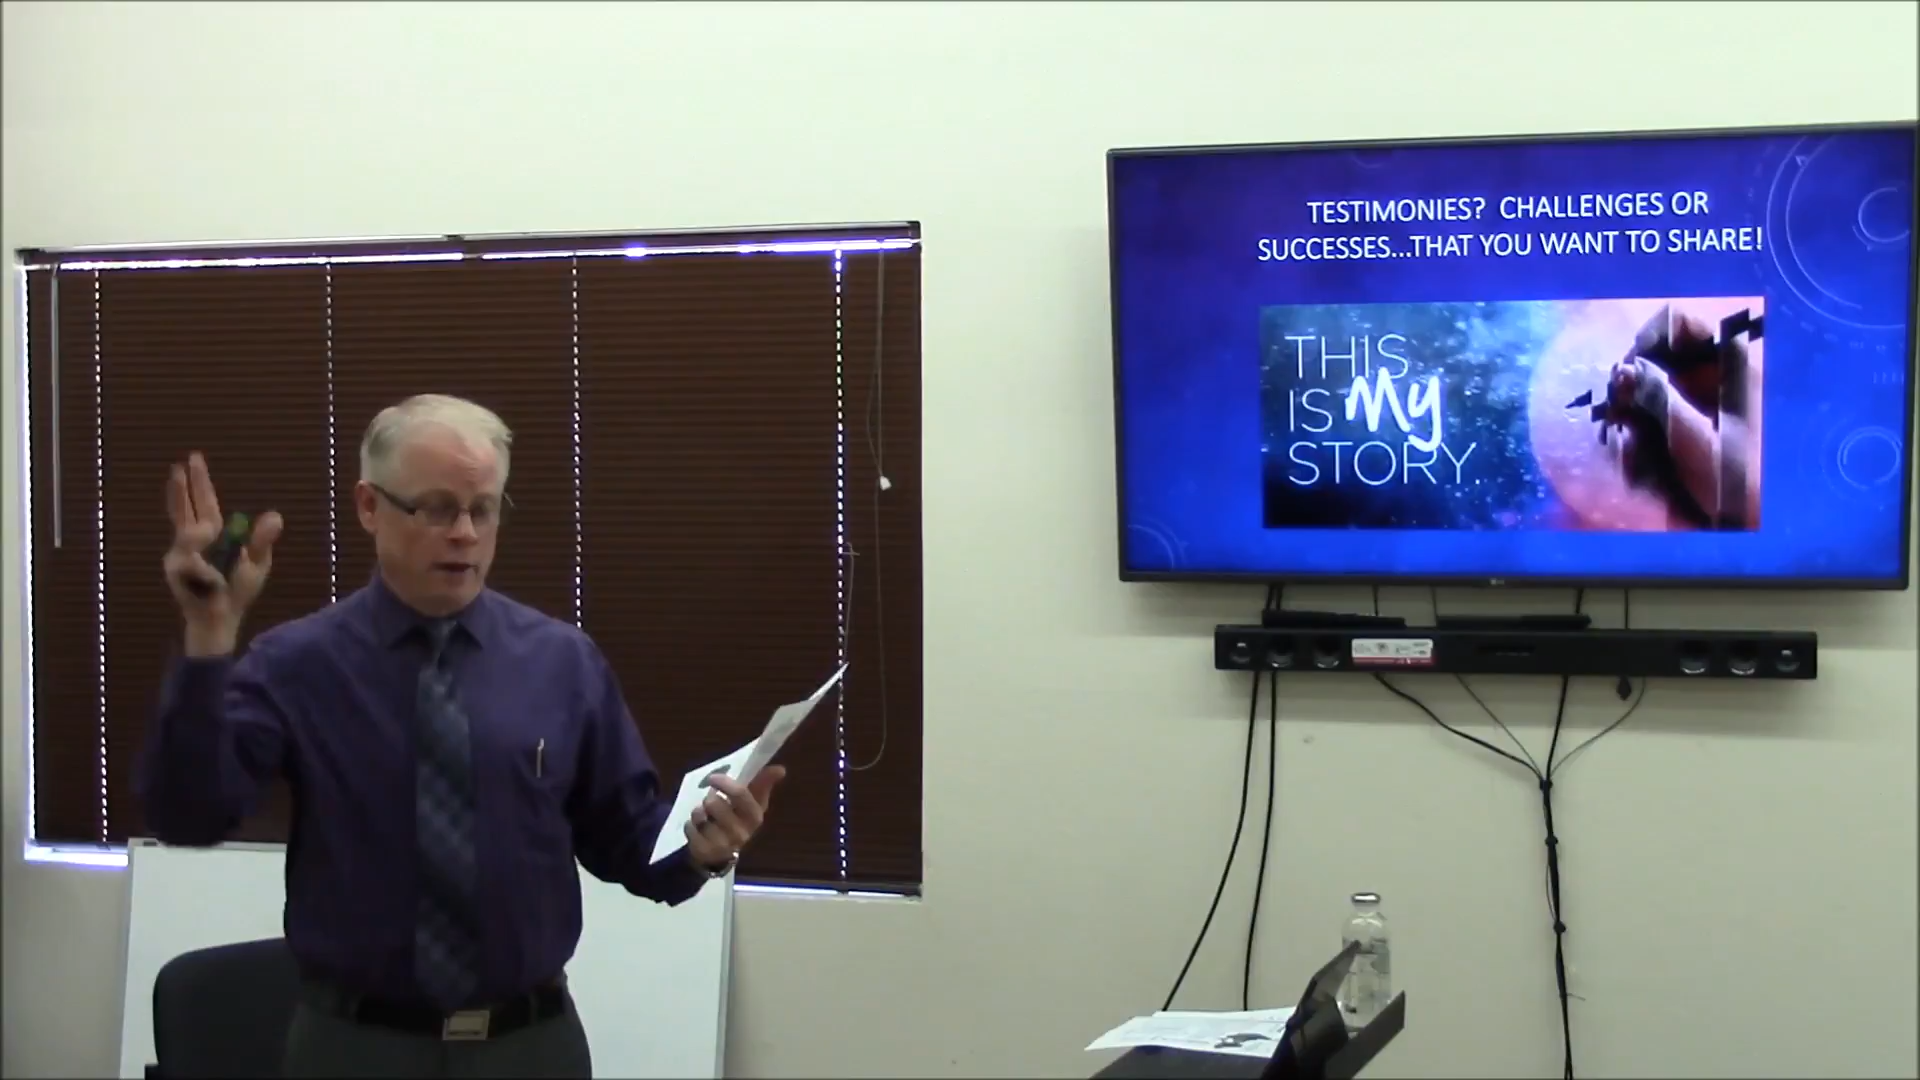 TESTIMONIES? CHALLENGES OR
SUCCESSES...THAT YOU WANT TO SHARE!
THIS
IS My
STORY.